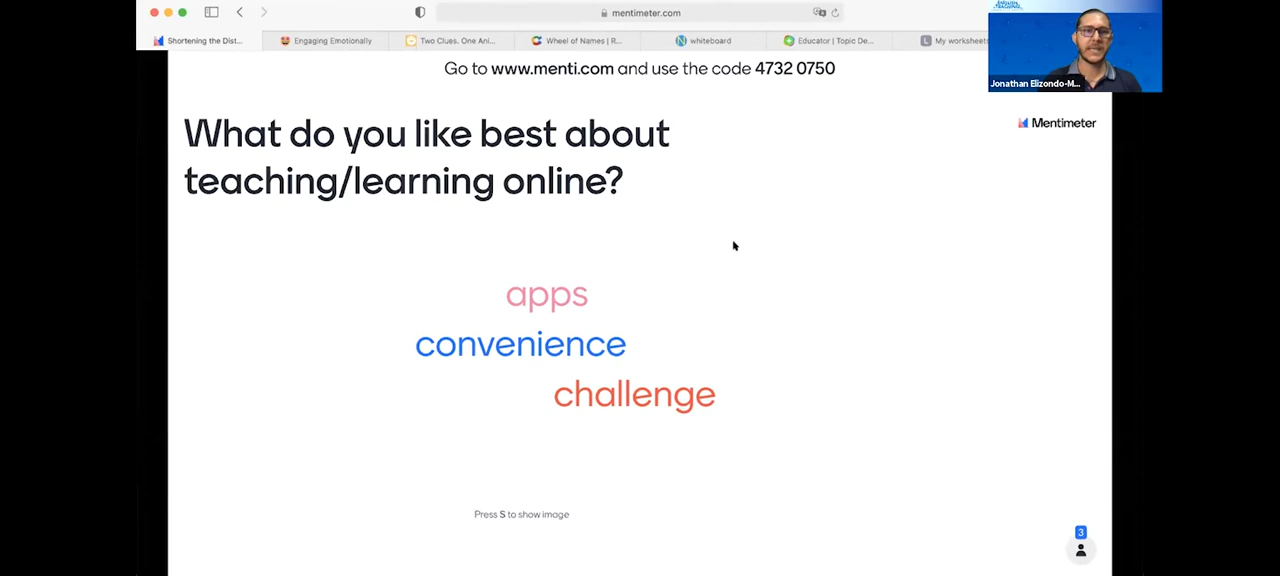 mentimeter.com
Shortening the Dist...
Engaging Emotionally
Two Clues. One Ani...
Wheel of Names | R...
whiteboard
Educator | Topic De...
My worksheets
Go to www.menti.com and use the code 4732 0750
Jonathan Elizondo-M...
Mentimeter
What do you like best about
teaching/learning online?
apps
convenience
challenge
Press S to show image
3